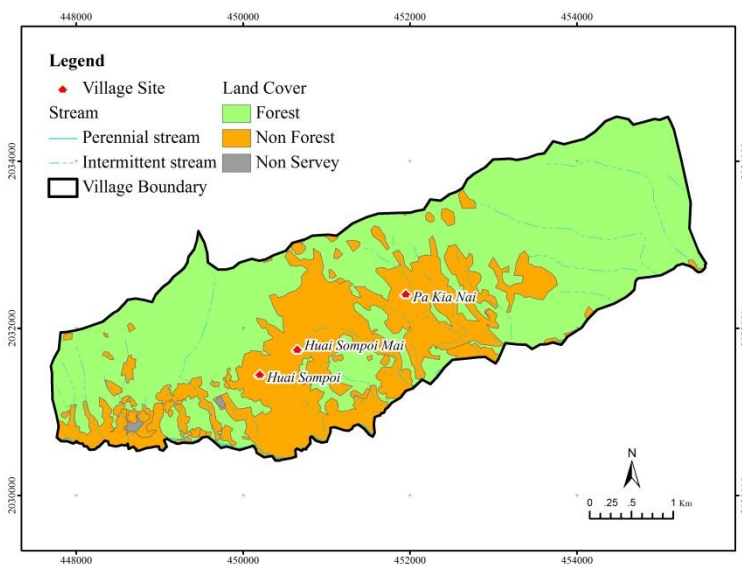 448000 450000 452000 454000
Legend
Village Site Land Cover
Stream Forest
Perennial stream Non Forest
Intermittent stream Non Servey
Village Boundary
2034000
2034000
Pa Kia Nai
2032000
2032000
Huai Sompoi Mai
Huai Sompoi
N
2030000
0 .25 .5 1 Km
448000 450000 452000 454000